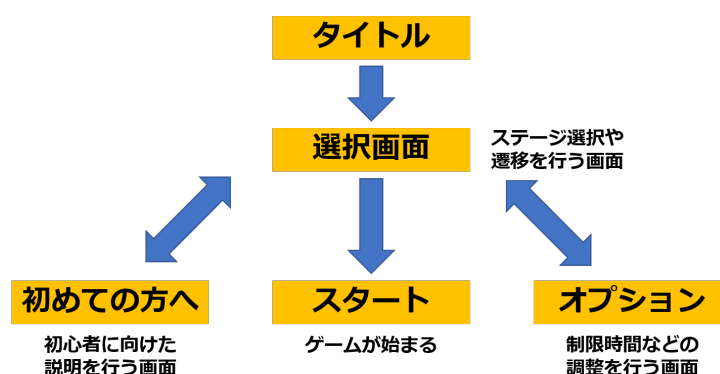 タイトル
選択画面
ステージ選択や
遷移を行う画面
初めての方へ
スタート
オプション
初心者に向けた
説明を行う画面
ゲームが始まる
制限時間などの
調整を行う画面